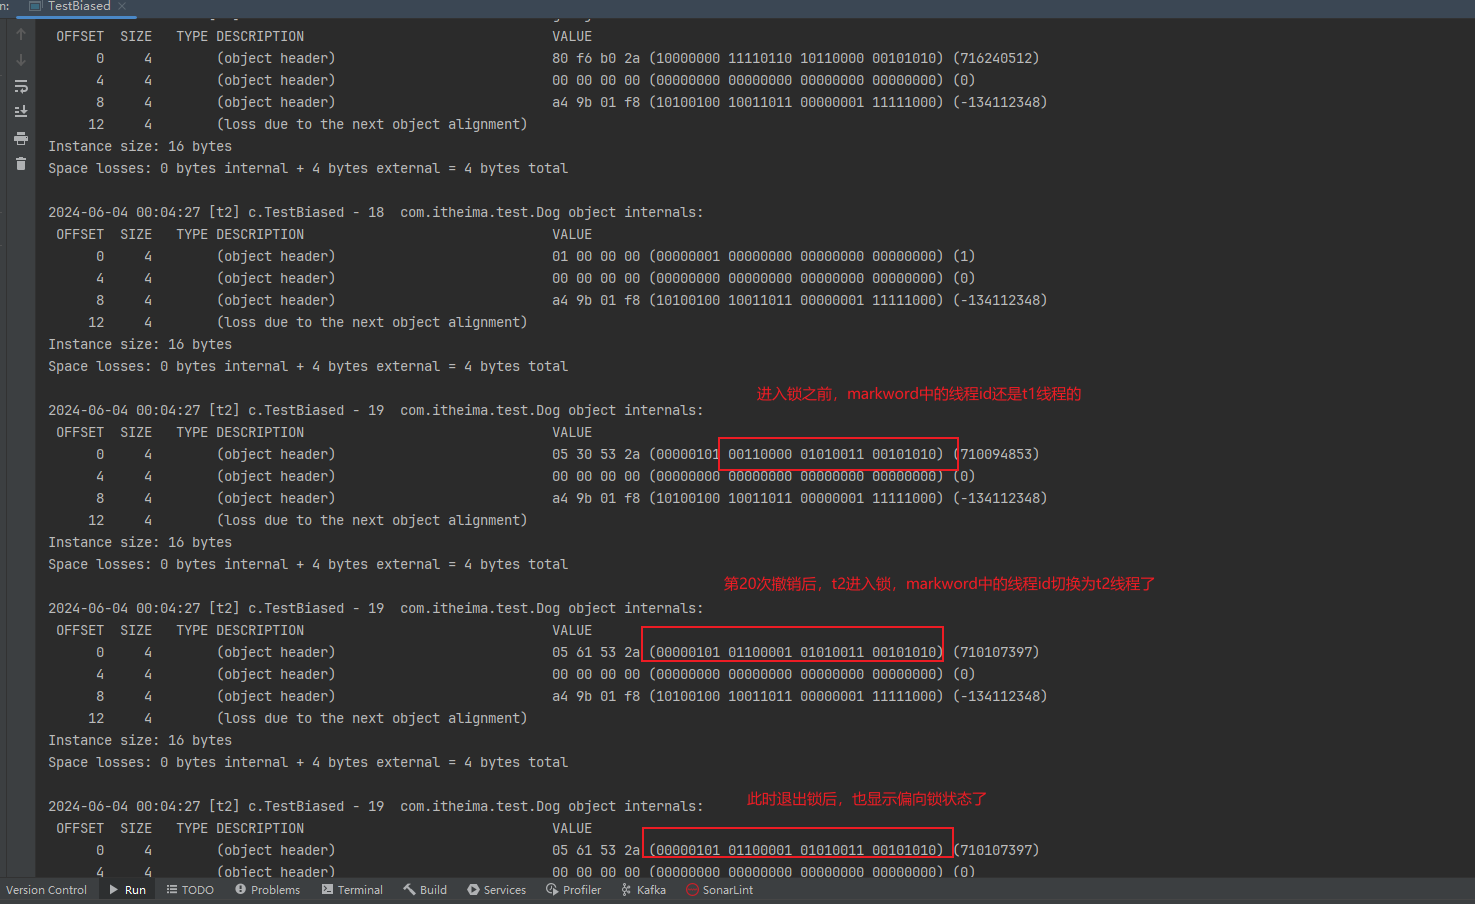 n: TestBiased ×
OFFSET SIZE TYPE DESCRIPTION VALUE
0 4 (object header) 80 f6 b0 2a (10000000 11110110 10110000 00101010) (716240512)
4 4 (object header) 00 00 00 00 (00000000 00000000 00000000 00000000) (0)
8 4 (object header) a4 9b 01 f8 (10100100 10011011 00000001 11111000) (-134112348)
12 4 (loss due to the next object alignment)
Instance size: 16 bytes
Space losses: 0 bytes internal + 4 bytes external = 4 bytes total
2024-06-04 00:04:27 [t2] c.TestBiased - 18 com.itheima.test.Dog object internals:
OFFSET SIZE TYPE DESCRIPTION VALUE
0 4 (object header) 01 00 00 00 (00000001 00000000 00000000 00000000) (1)
4 4 (object header) 00 00 00 00 (00000000 00000000 00000000 00000000) (0)
8 4 (object header) a4 9b 01 f8 (10100100 10011011 00000001 11111000) (-134112348)
12 4 (loss due to the next object alignment)
Instance size: 16 bytes
Space losses: 0 bytes internal + 4 bytes external = 4 bytes total
进入锁之前，markword中的线程id还是t1线程的
2024-06-04 00:04:27 [t2] c.TestBiased - 19 com.itheima.test.Dog object internals:
OFFSET SIZE TYPE DESCRIPTION VALUE
0 4 (object header) 05 30 53 2a (00000101 00110000 01010011 00101010) (710094853)
4 4 (object header) 00 00 00 00 (00000000 00000000 00000000 00000000) (0)
8 4 (object header) a4 9b 01 f8 (10100100 10011011 00000001 11111000) (-134112348)
12 4 (loss due to the next object alignment)
Instance size: 16 bytes
Space losses: 0 bytes internal + 4 bytes external = 4 bytes total
第20次撤销后，t2进入锁，markword中的线程id切换为t2线程了
2024-06-04 00:04:27 [t2] c.TestBiased - 19 com.itheima.test.Dog object internals:
OFFSET SIZE TYPE DESCRIPTION VALUE
0 4 (object header) 05 61 53 2a (00000101 01100001 01010011 00101010) (710107397)
4 4 (object header) 00 00 00 00 (00000000 00000000 00000000 00000000) (0)
8 4 (object header) a4 9b 01 f8 (10100100 10011011 00000001 11111000) (-134112348)
12 4 (loss due to the next object alignment)
Instance size: 16 bytes
Space losses: 0 bytes internal + 4 bytes external = 4 bytes total
此时退出锁后，也显示偏向锁状态了
2024-06-04 00:04:27 [t2] c.TestBiased - 19 com.itheima.test.Dog object internals:
OFFSET SIZE TYPE DESCRIPTION VALUE
0 4 (object header) 05 61 53 2a (00000101 01100001 01010011 00101010) (710107397)
4 4 (object header) 00 00 00 00 (00000000 00000000 00000000 00000000) (0)
Version Control Run TODO Problems Terminal Build Services Profiler Kafka SonarLint